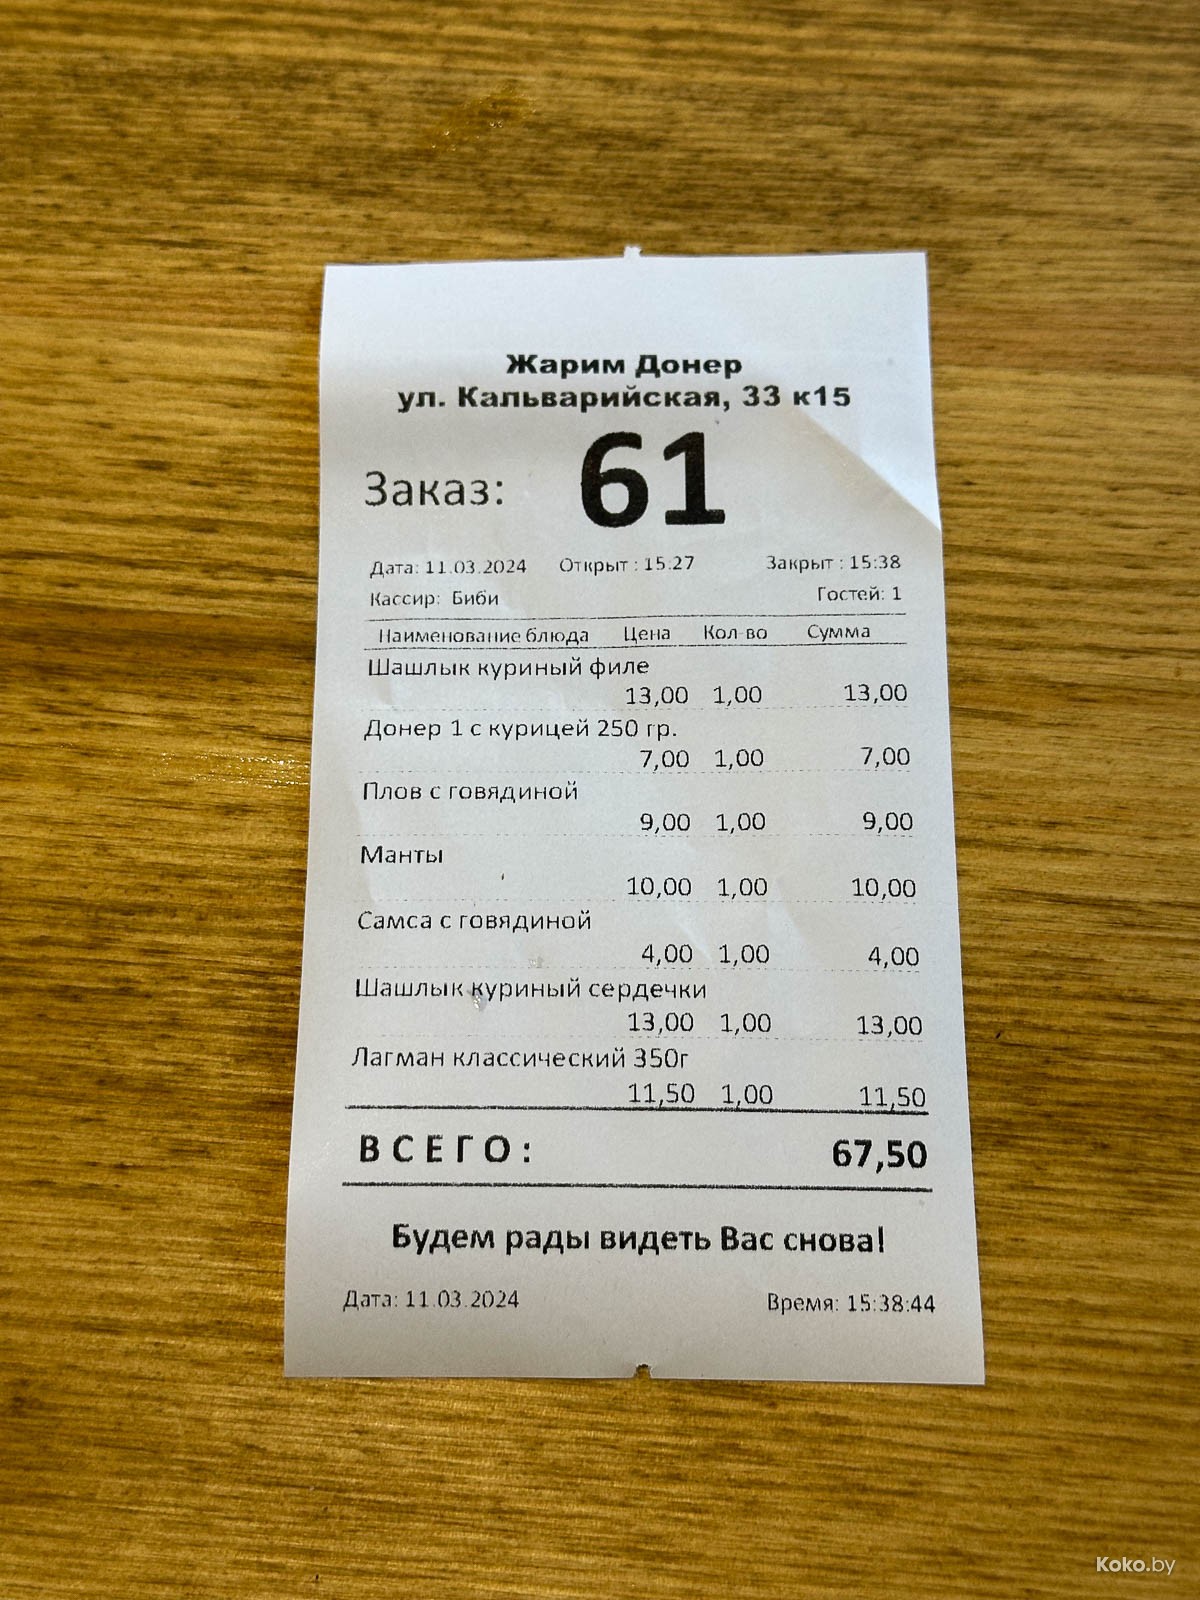 Жарим Донер
ул. Кальварийская, 33 к15
Заказ: 61
Дата: 11.03.2024 Открыт : 15:27 Закрыт : 15:38
Кассир: Биби Гостей: 1
Наименование блюда Цена Кол-во Сумма
Шашлык куриный филе
13,00 1,00 13,00
Донер 1 с курицей 250 гр.
7,00 1,00 7,00
Плов с говядиной
9,00 1,00 9,00
Манты
10,00 1,00 10,00
Самса с говядиной
4,00 1,00 4,00
Шашлык куриный сердечки
13,00 1,00 13,00
Лагман классический 350г
11,50 1,00 11,50
ВСЕГО: 67,50
Будем рады видеть Вас снова!
Дата: 11.03.2024 Время: 15:38:44
Koko.by